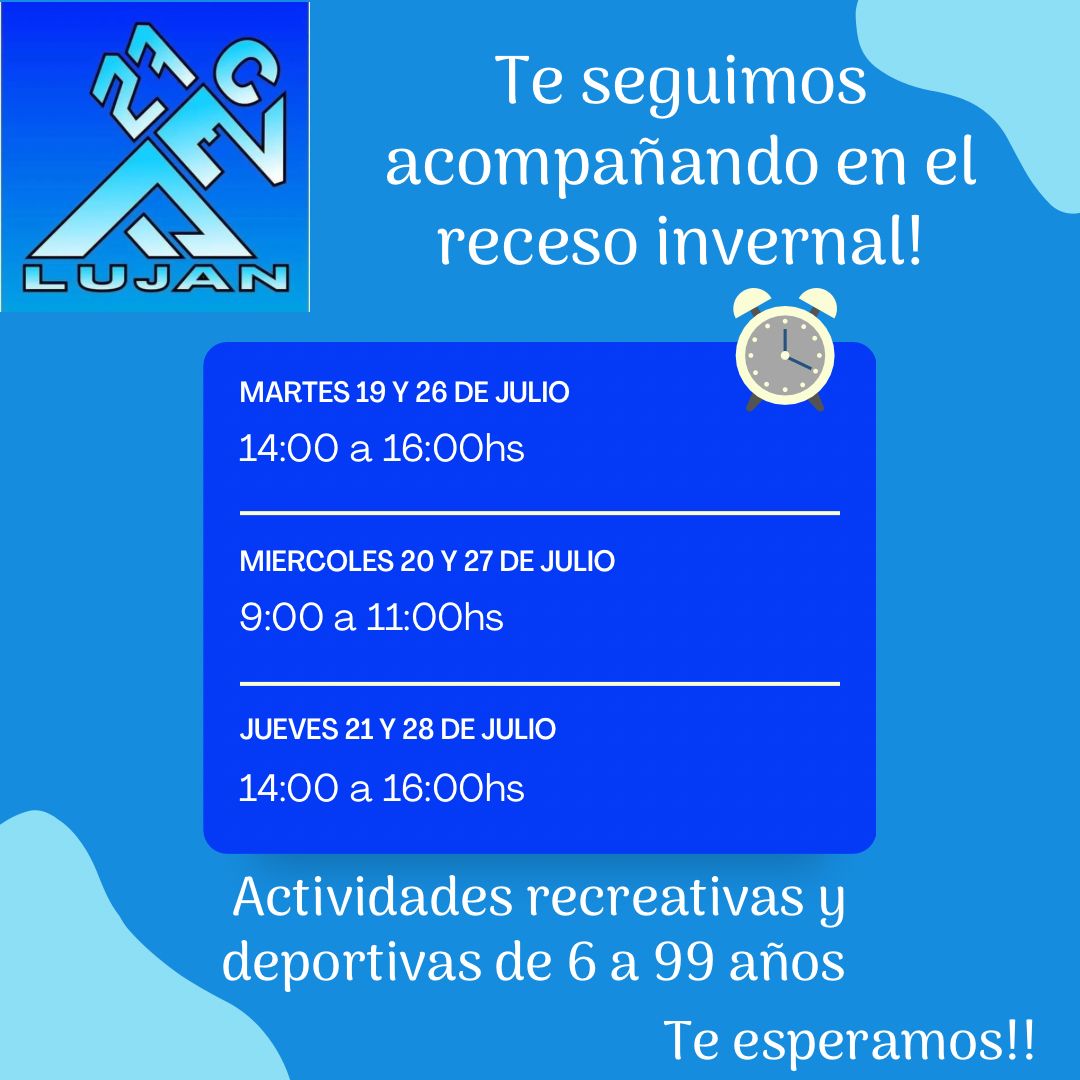 27
C
LUJAN
Te seguimos
acompañando en el
receso invernal!
MARTES 19 Y 26 DE JULIO
14:00 a 16:00hs
MIERCOLES 20 Y 27 DE JULIO
9:00 a 11:00hs
JUEVES 21 Y 28 DE JULIO
14:00 a 16:00hs
Actividades recreativas y
deportivas de 6 a 99 años
Te esperamos!!